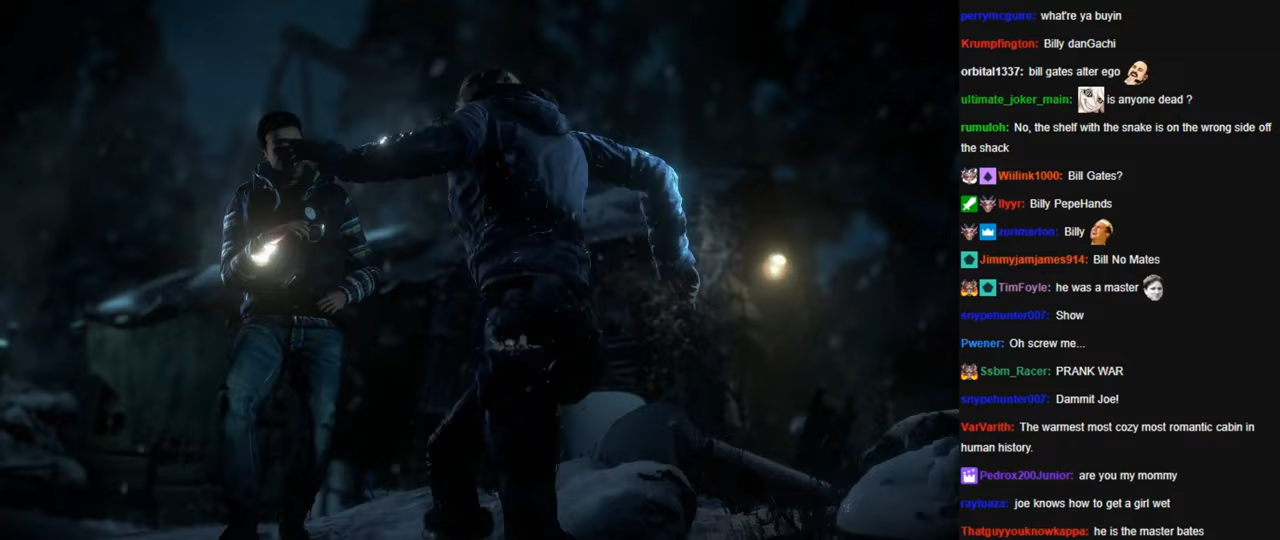 perrymcguire: what're ya buyin
Krumpfington: Billy danGachi
orbital1337: bill gates alter ego
ultimate_joker_main: is anyone dead ?
rumuloh: No, the shelf with the snake is on the wrong side off
the shack
Wiilink1000: Bill Gates?
llyyr: Billy PepeHands
zurimarlon: Billy
Jimmyjamjames914: Bill No Mates
TimFoyle: he was a master
snypehunter007: Show
Pwener: Oh screw me...
Ssbm_Racer: PRANK WAR
snypehunter007: Dammit Joe!
VarVarith: The warmest most cozy most romantic cabin in
human history.
Pedrox200Junior: are you my mommy
rayluaza: joe knows how to get a girl wet
Thatguyyouknowkappa: he is the master bates